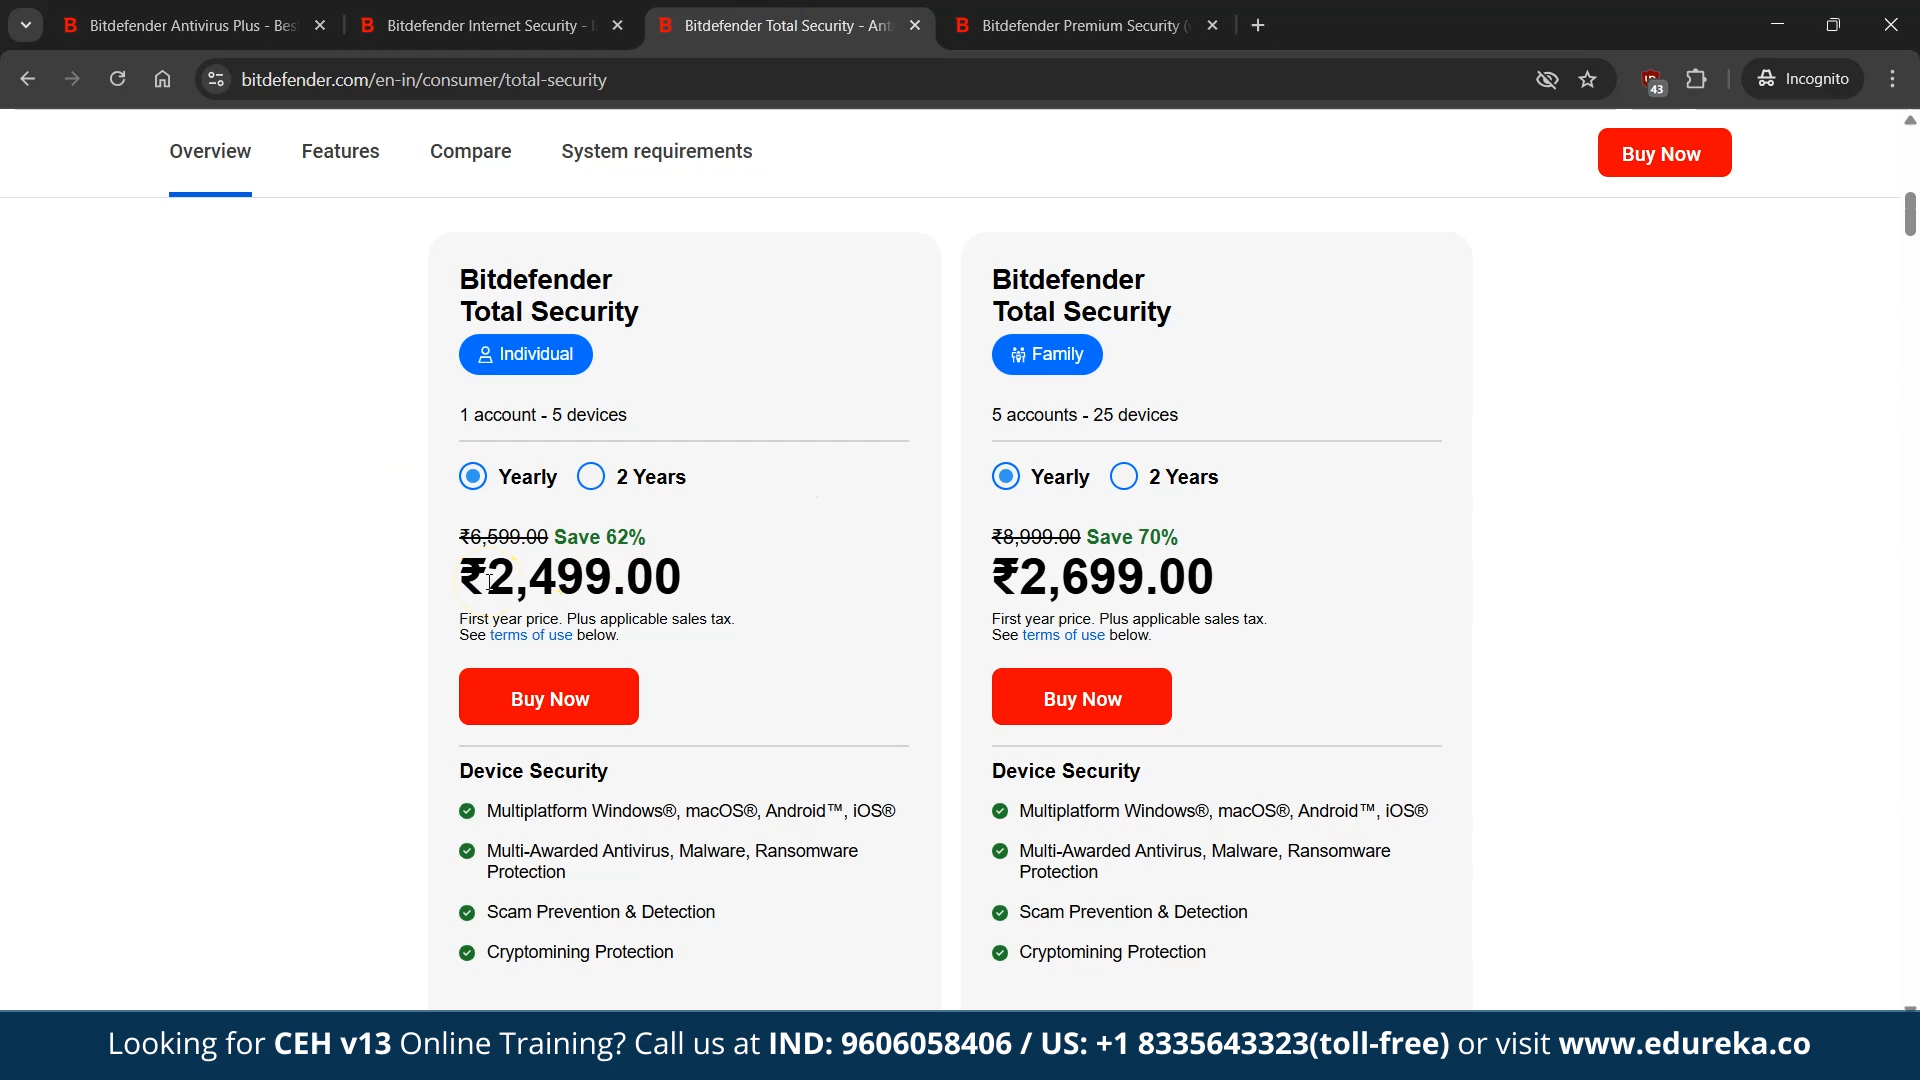 Bitdefender Antivirus Plus - Bes
Bitdefender Internet Security -
Bitdefender Total Security - Ant
Bitdefender Premium Security (
bitdefender.com/en-in/consumer/total-security
43
Incognito
Overview
Features
Compare
System requirements
Buy Now
Bitdefender
Total Security
Individual
1 account - 5 devices
Yearly
2 Years
₹6,599.00 Save 62%
₹2,499.00
First year price. Plus applicable sales tax.
See terms of use below.
Buy Now
Device Security
Multiplatform Windows®, macOS®, Android™, iOS®
Multi-Awarded Antivirus, Malware, Ransomware
Protection
Scam Prevention & Detection
Cryptomining Protection
Bitdefender
Total Security
Family
5 accounts - 25 devices
Yearly
2 Years
₹8,999.00 Save 70%
₹2,699.00
First year price. Plus applicable sales tax.
See terms of use below.
Buy Now
Device Security
Multiplatform Windows®, macOS®, Android™, iOS®
Multi-Awarded Antivirus, Malware, Ransomware
Protection
Scam Prevention & Detection
Cryptomining Protection
Looking for CEH v13 Online Training? Call us at IND: 9606058406 / US: +1 8335643323(toll-free) or visit www.edureka.co